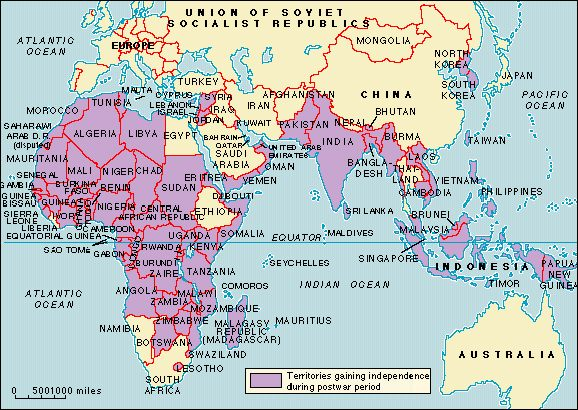 UNION OF SOVIET
SOCIALIST REPUBLICS
ATLANTIC
OCEAN
EUROPE
MONGOLIA
NORTH
KOREA
JAPAN
SOUTH
KOREA
PACIFIC
OCEAN
TURKEY
MALTA
CYPRUS
SYRIA
LEBANON
ISRAEL
IRAQ
JORDAN
IRAN
AFGHANISTAN
CHINA
TUNISIA
MOROCCO
ALGERIA
LIBYA
EGYPT
KUWAIT
BAHRAIN
QATAR
SAUDI
ARABIA
UNITED ARAB
EMIRATES
OMAN
YEMEN
PAKISTAN
NEPAL
BHUTAN
INDIA
BANGLA-
DESH
BURMA
LAOS
THAI-
LAND
VIETNAM
CAMBODIA
TAIWAN
PHILIPPINES
SAHARAWI
ARAB D.R.
(disputed)
MAURITANIA
MALI
NIGER
CHAD
SUDAN
ERITREA
DJIBOUTI
ETHIOPIA
SOMALIA
SENEGAL
GAMBIA
GUINEA
BISSAU
GUINEA
SIERRA
LEONE
LIBERIA
BURKINA
FASO
BENIN
NIGERIA
CENTRAL
AFRICAN REPUBLIC
CAMEROON
EQUATORIAL GUINEA
SAO TOME
GABON
UGANDA
KENYA
RWANDA
BURUNDI
ZAIRE
TANZANIA
EQUATOR
SRI LANKA
MALDIVES
SEYCHELLES
BRUNEI
MALAYSIA
SINGAPORE
INDONESIA
TIMOR
PAPUA
NEW
GUINEA
ATLANTIC
OCEAN
INDIAN OCEAN
ANGOLA
ZAMBIA
MALAWI
COMOROS
MOZAMBIQUE
ZIMBABWE
MALAGASY
REPUBLIC
(MADAGASCAR)
MAURITIUS
NAMIBIA
BOTSWANA
SWAZILAND
LESOTHO
SOUTH
AFRICA
AUSTRALIA
0 500 1000 miles
Territories gaining independence
during postwar period